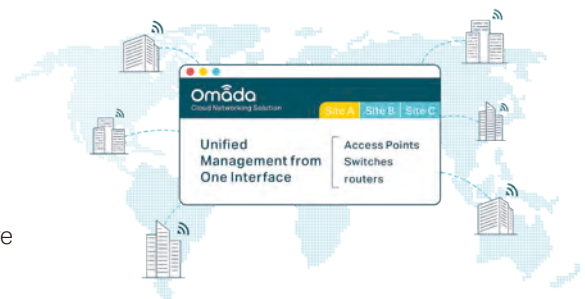 Omada
Cloud Networking Solution
Site A Site B Site C
Unified
Management from
One Interface
Access Points
Switches
routers